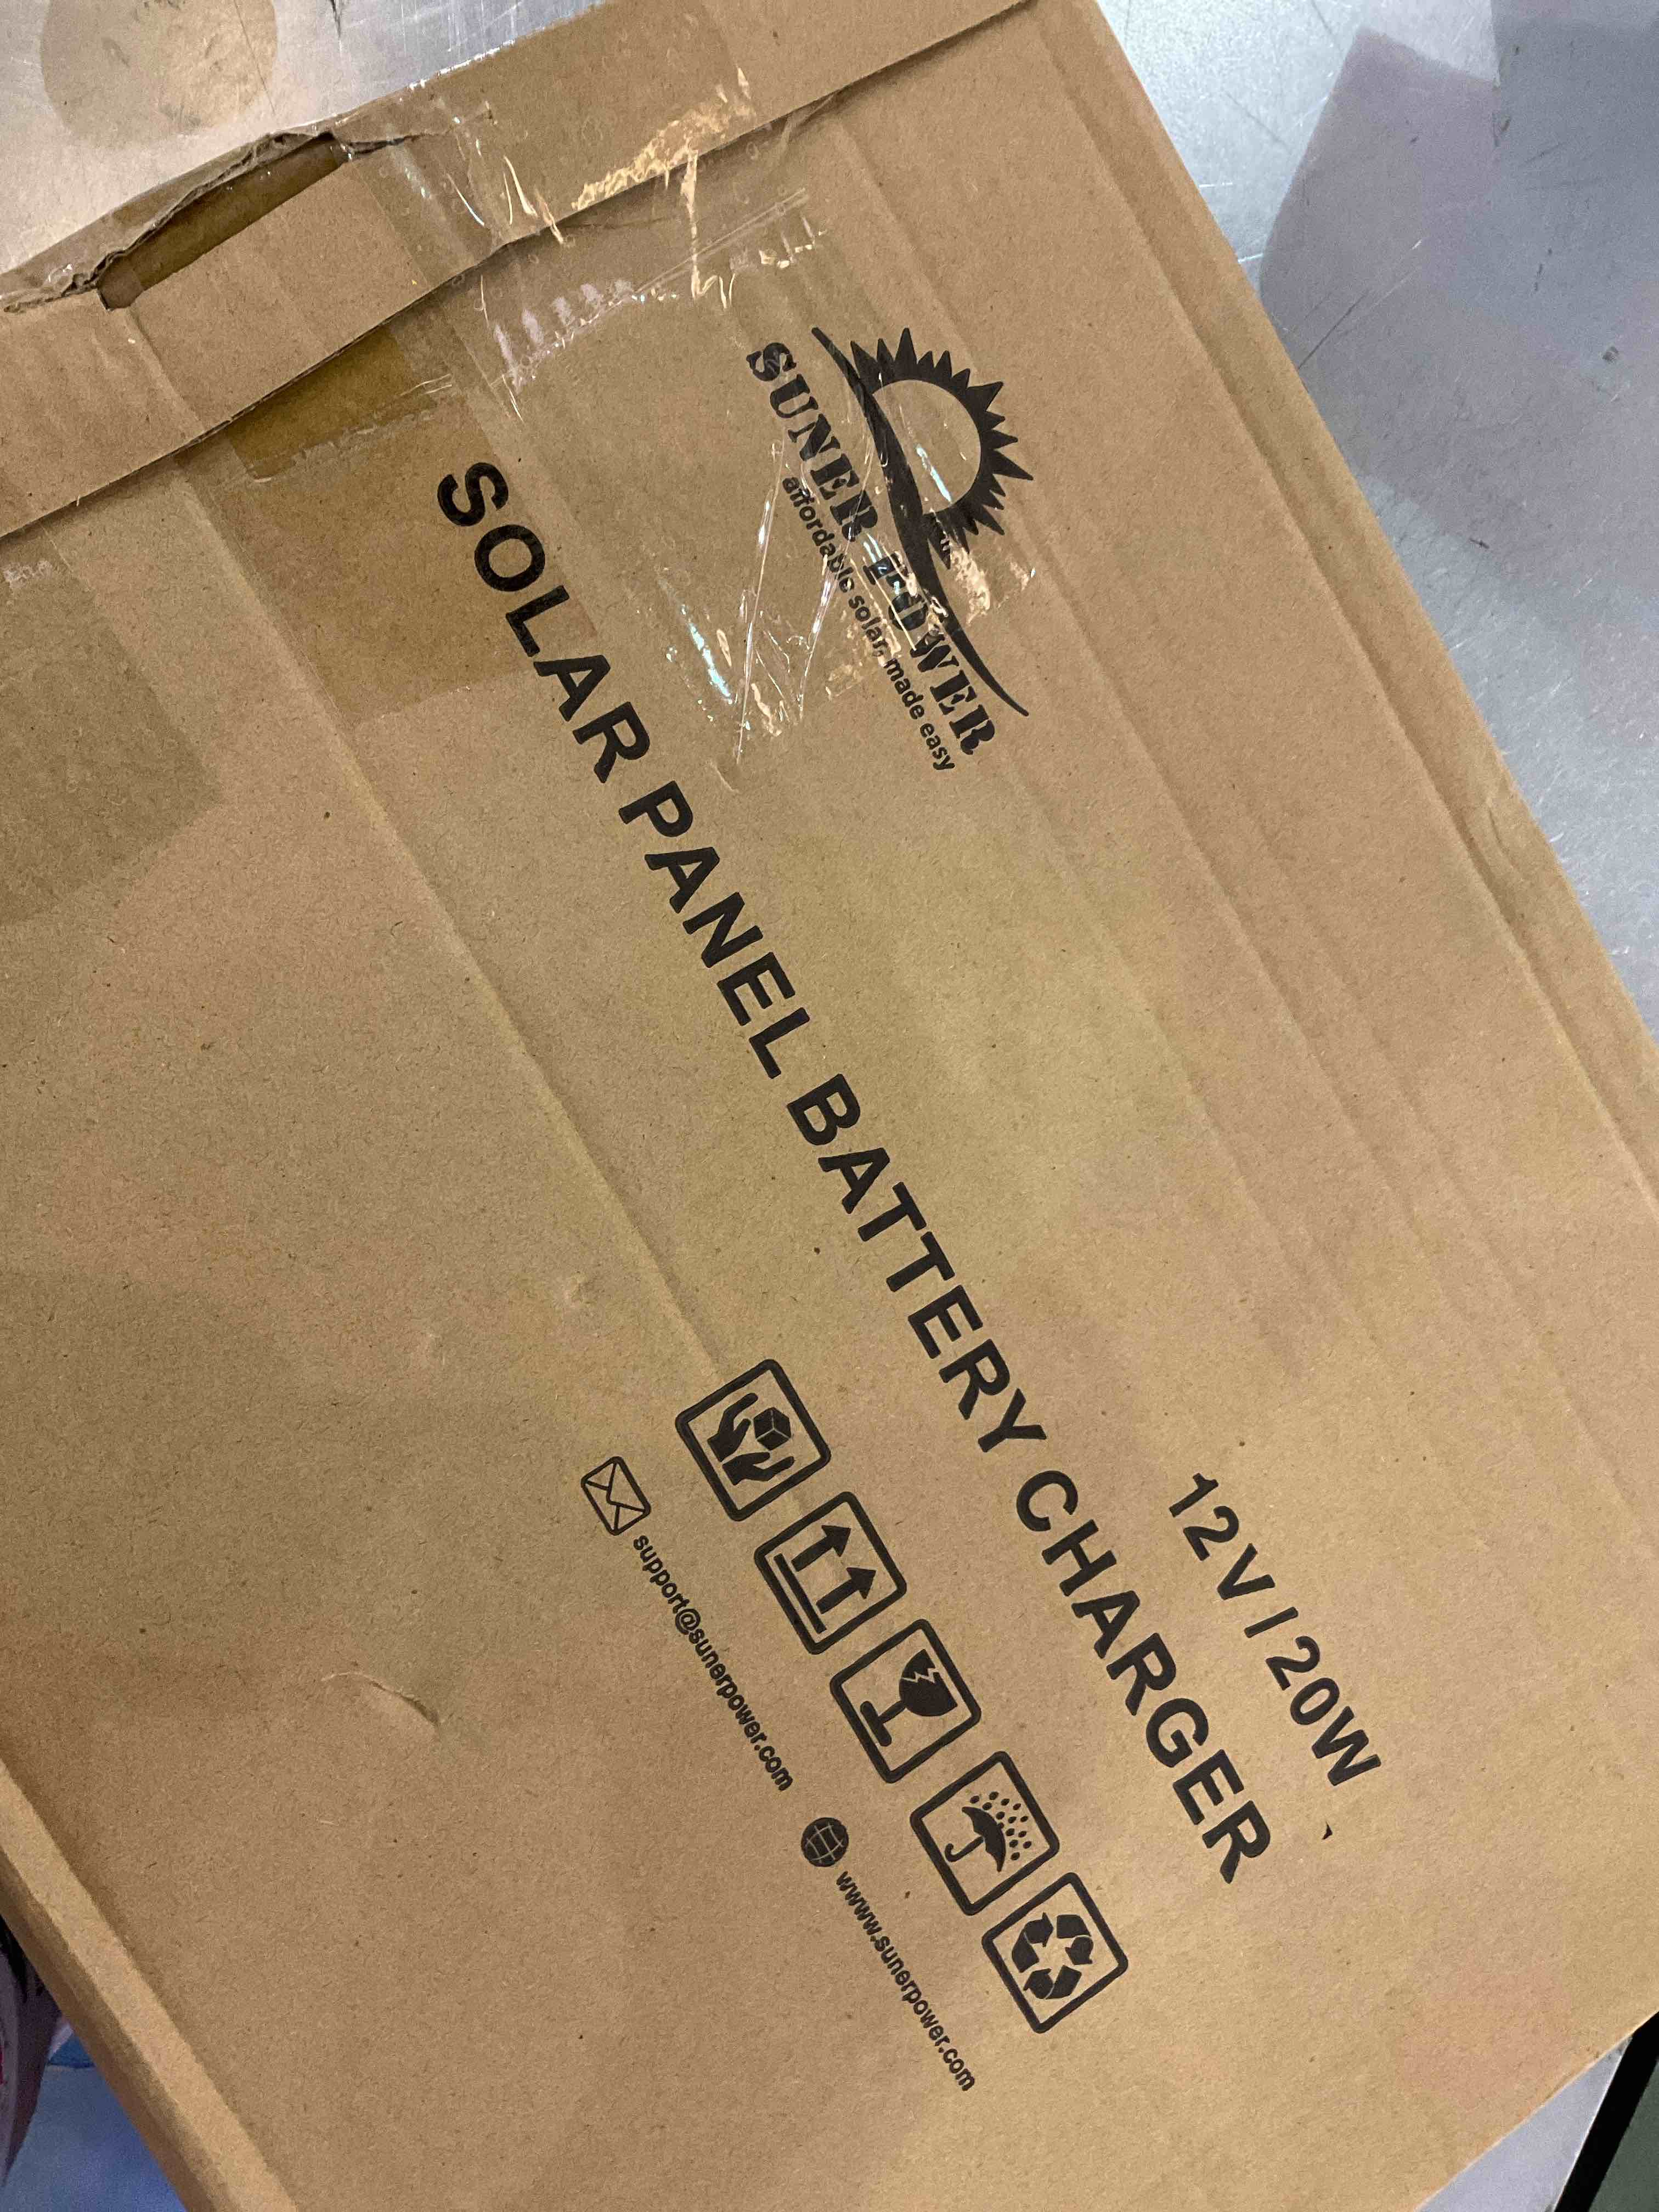 SUNER POWER
affordable solar, made easy
12V / 20W
SOLAR PANEL BATTERY CHARGER
support@sunerpower.com www.sunerpower.com